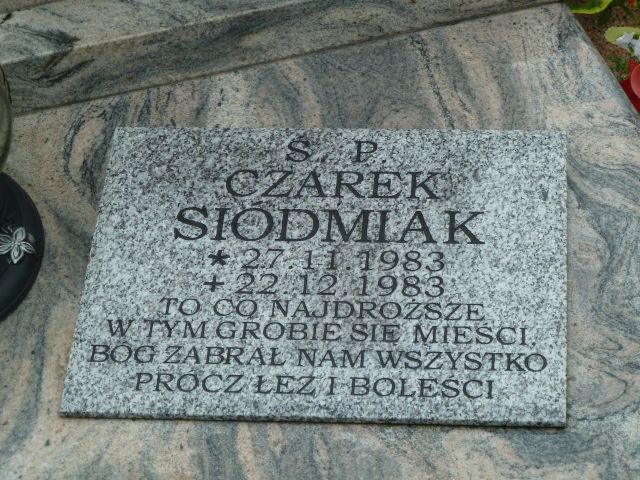 Ś P
CZAREK
SIÓDMIAK
* 27.11.1983
+ 22.12.1983
TO CO NAJDROŻSZE
W TYM GROBIE SIĘ MIEŚCI.
BÓG ZABRAŁ NAM WSZYSTKO
PRÓCZ ŁEZ I BOLEŚCI